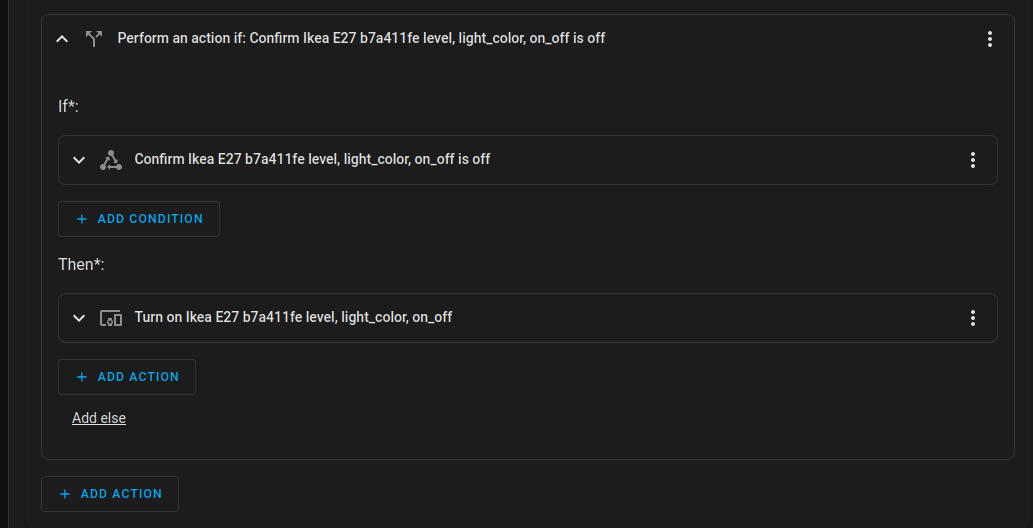 Perform an action if: Confirm Ikea E27 b7a411fe level, light_color, on_off is off
If*:
Confirm Ikea E27 b7a411fe level, light_color, on_off is off
+ ADD CONDITION
Then*:
Turn on Ikea E27 b7a411fe level, light_color, on_off
+ ADD ACTION
Add else
+ ADD ACTION